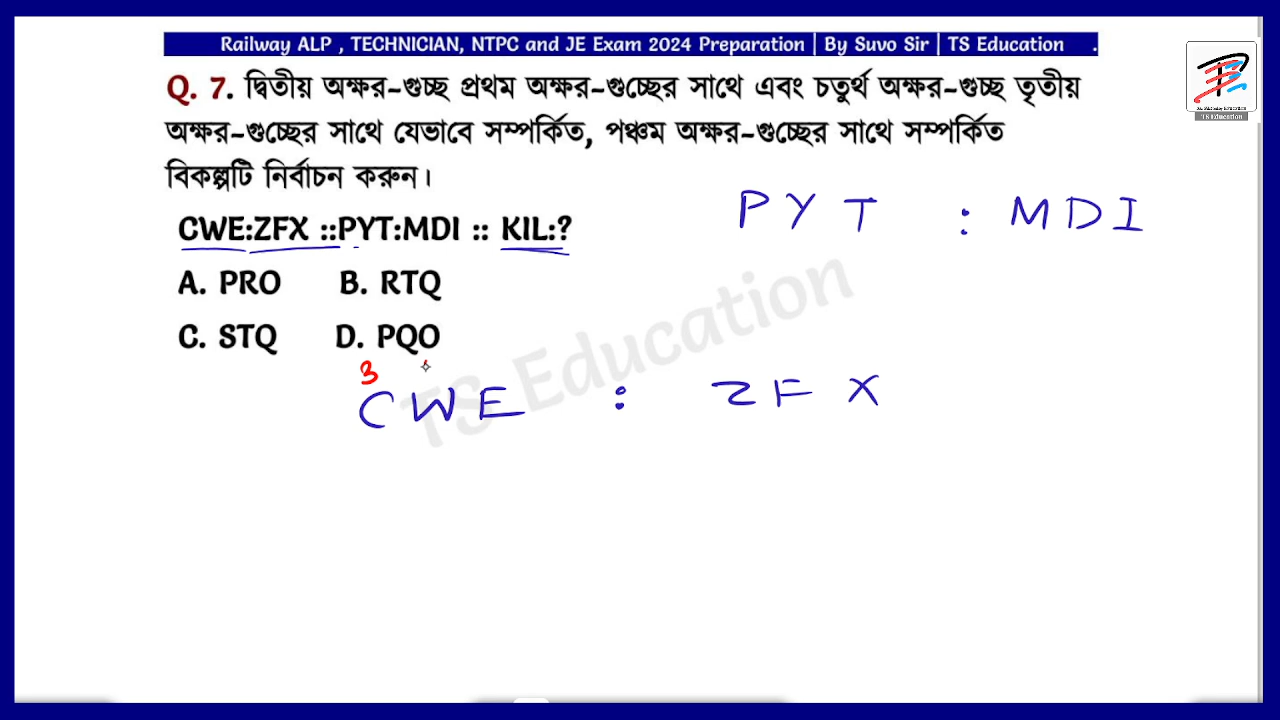 Railway ALP , TECHNICIAN, NTPC and JE Exam 2024 Preparation | By Suvo Sir | TS Education .
Q. 7. দ্বিতীয় অক্ষর-গুচ্ছ প্রথম অক্ষর-গুচ্ছের সাথে এবং চতুর্থ অক্ষর-গুচ্ছ তৃতীয়
অক্ষর-গুচ্ছের সাথে যেভাবে সম্পর্কিত, পঞ্চম অক্ষর-গুচ্ছের সাথে সম্পর্কিত
বিকল্পটি নির্বাচন করুন।
CWE:ZFX ::PYT:MDI :: KIL:?
A. PRO B. RTQ
C. STQ D. PQO
PYT : MDI
3
CWE : ZFX
TS Education
TS Education